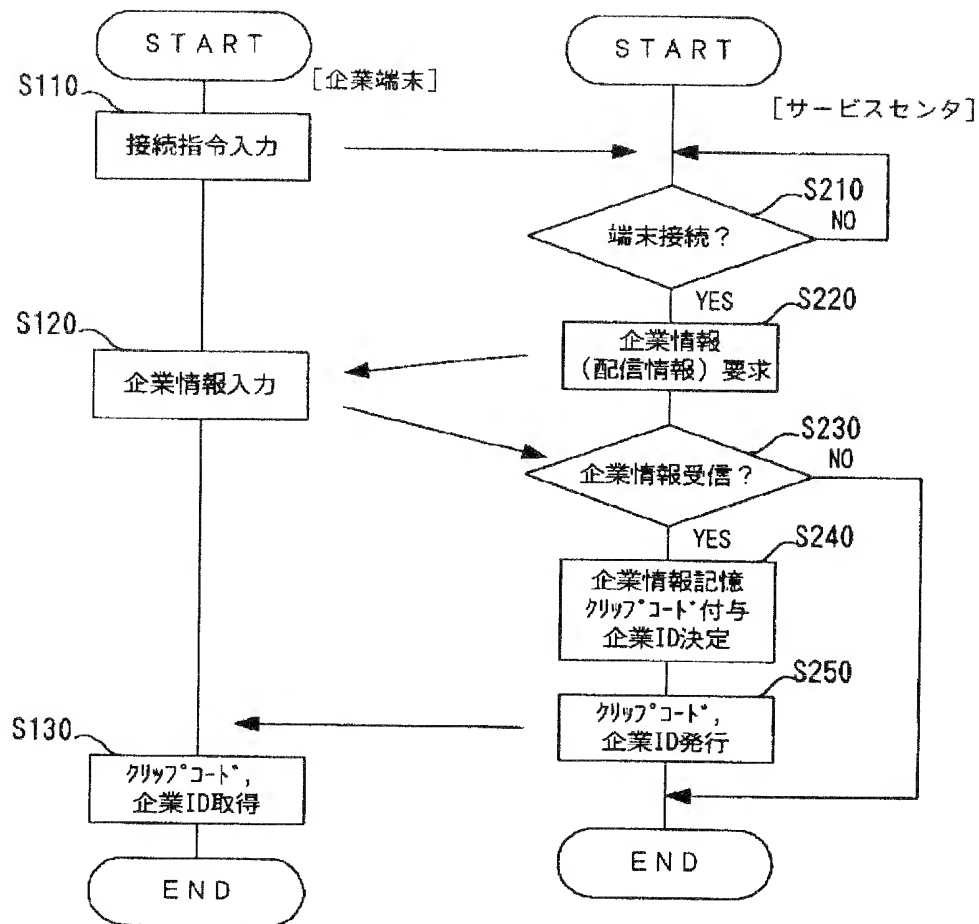 START
[企業端末]
S110
接続指令入力
S120
企業情報入力
S130
クリップコード,
企業ID取得
END
START
[サービスセンタ]
S210
端末接続?
NO
YES
S220
企業情報
(配信情報)要求
S230
企業情報受信?
NO
YES
S240
企業情報記憶
クリップコード付与
企業ID決定
S250
クリップコード,
企業ID発行
END